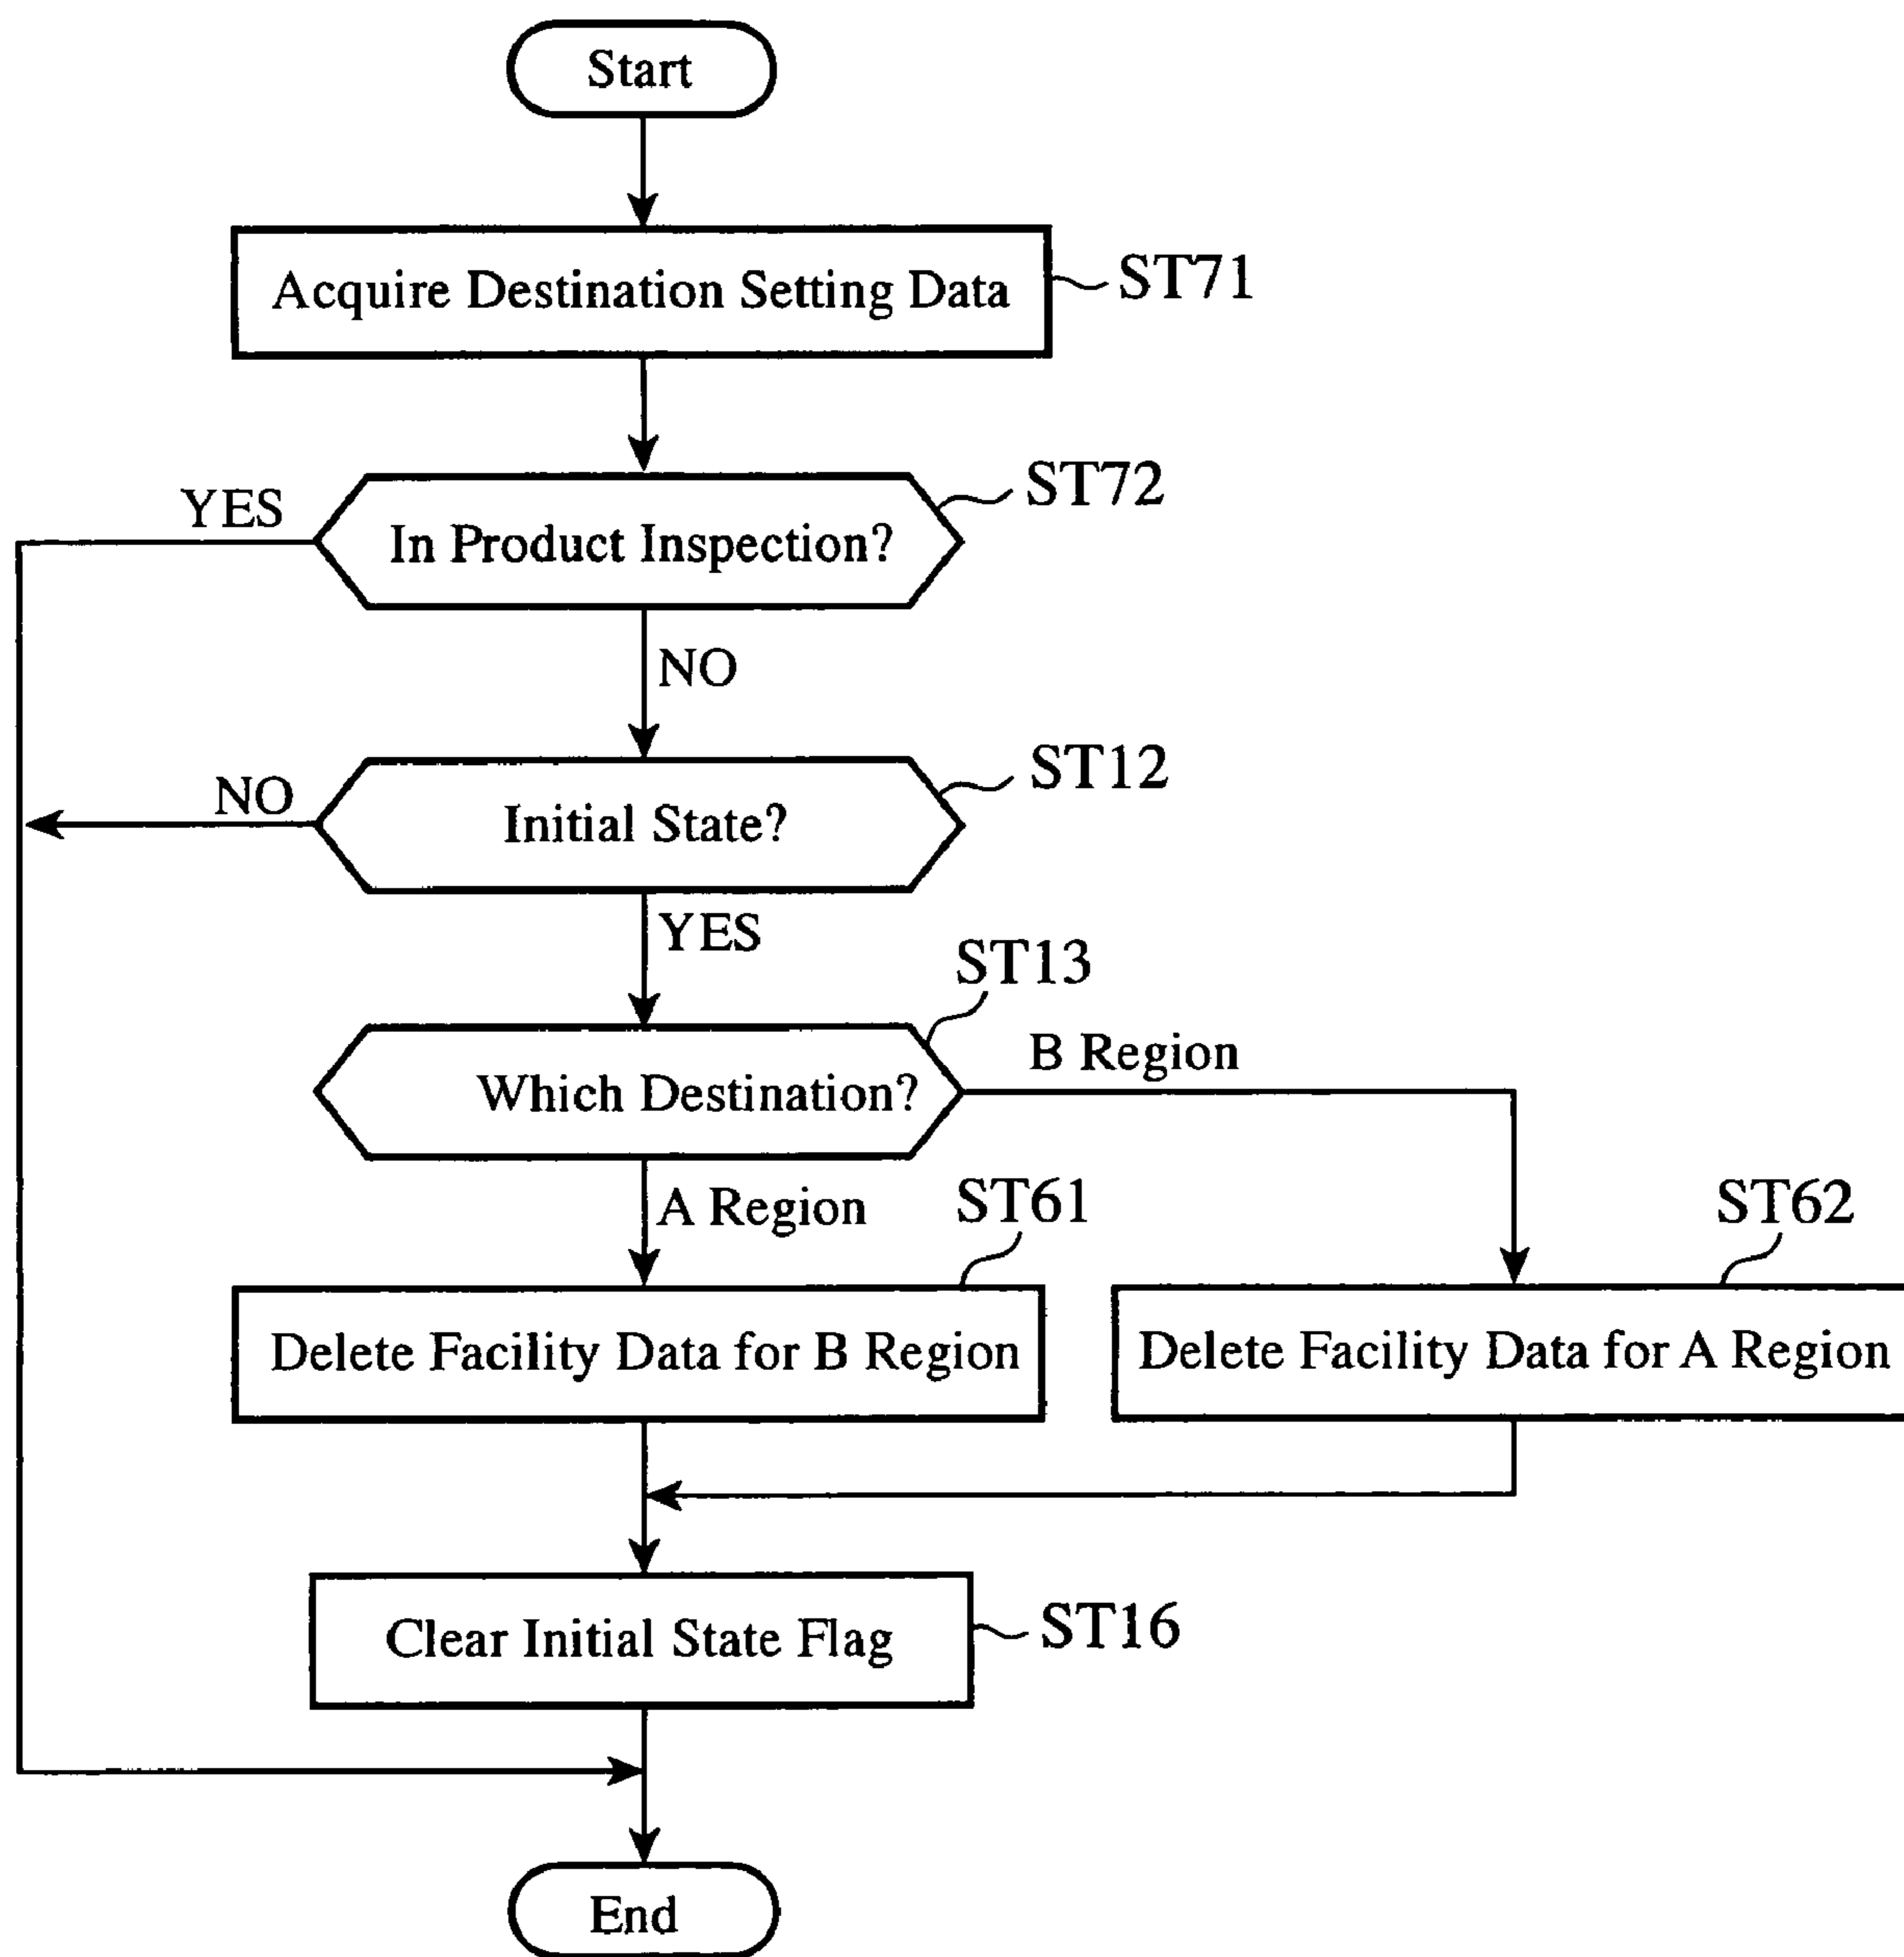 Start
Acquire Destination Setting Data
ST71
YES
In Product Inspection?
ST72
NO
NO
Initial State?
ST12
YES
ST13
Which Destination?
B Region
A Region
ST61
ST62
Delete Facility Data for B Region
Delete Facility Data for A Region
Clear Initial State Flag
ST16
End